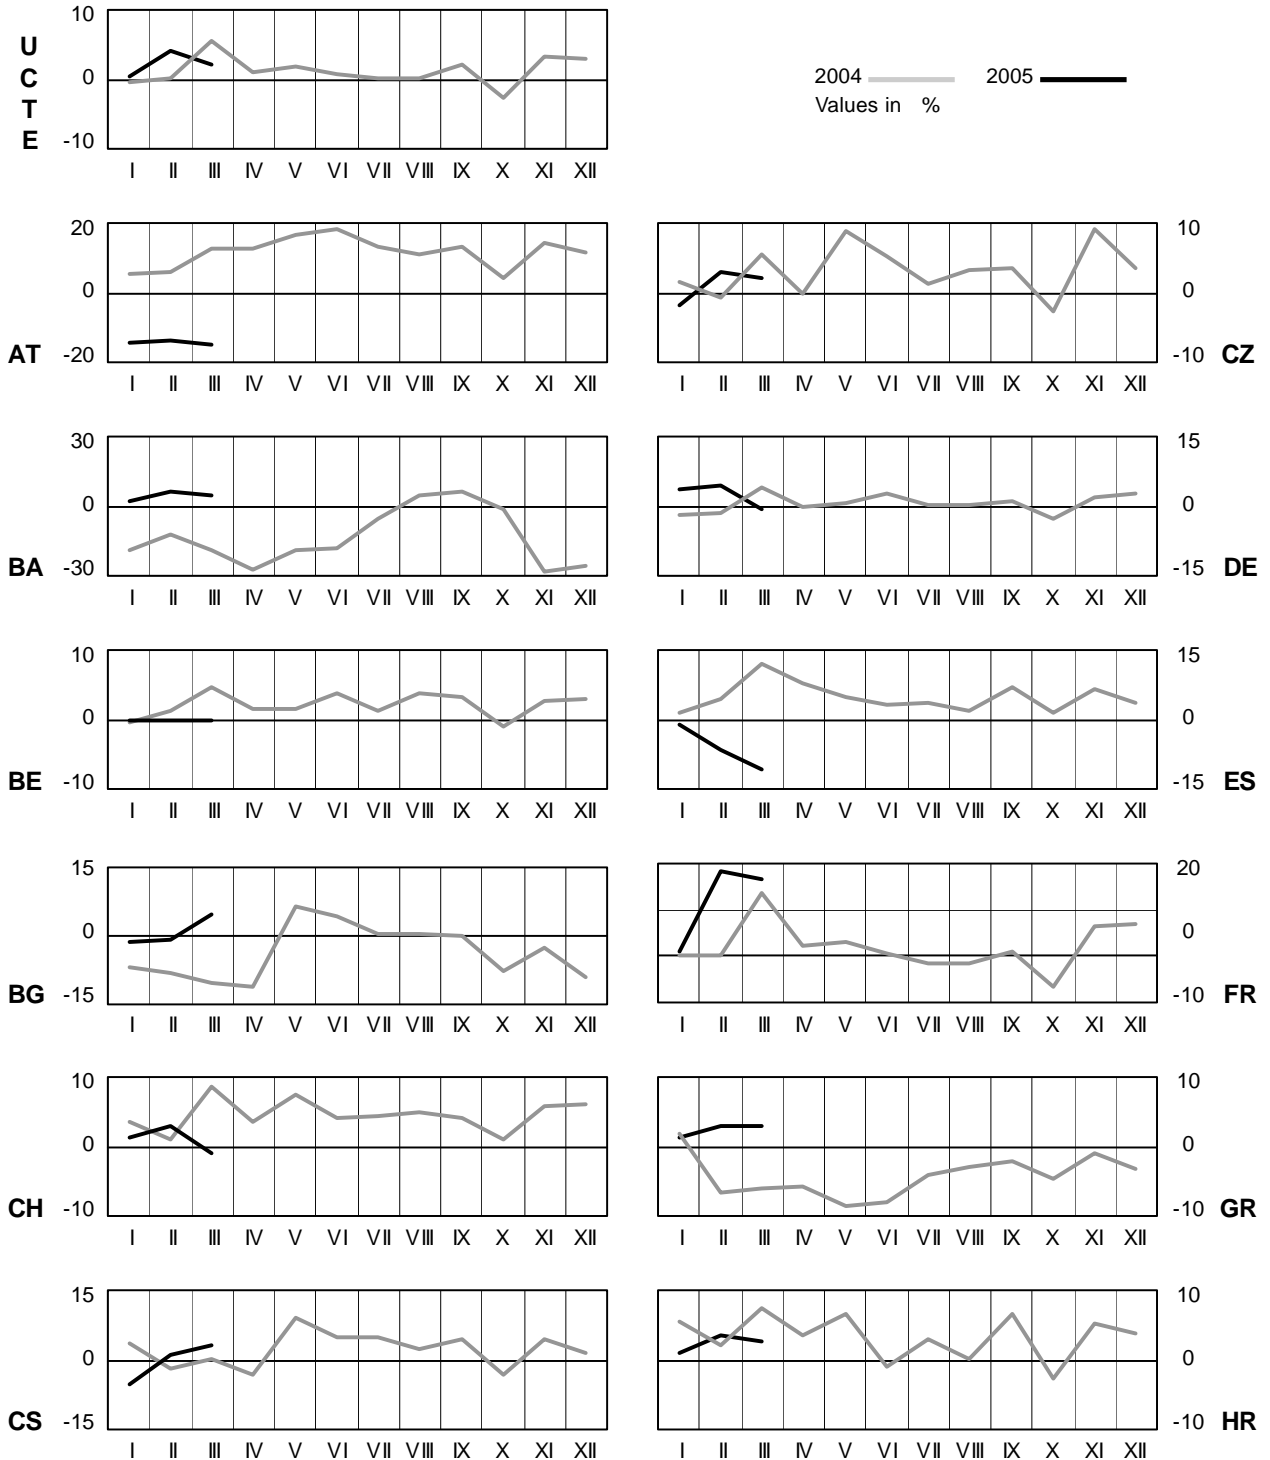 10
U
C
T
E
0
-10
I II III IV V VI VII VIII IX X XI XII
2004 2005
Values in %
20
0
AT -20
I II III IV V VI VII VIII IX X XI XII
10
0
-10 CZ
I II III IV V VI VII VIII IX X XI XII
30
0
BA -30
I II III IV V VI VII VIII IX X XI XII
15
0
-15 DE
I II III IV V VI VII VIII IX X XI XII
10
0
BE -10
I II III IV V VI VII VIII IX X XI XII
15
0
-15 ES
I II III IV V VI VII VIII IX X XI XII
15
0
BG -15
I II III IV V VI VII VIII IX X XI XII
20
0
-10 FR
I II III IV V VI VII VIII IX X XI XII
10
0
CH -10
I II III IV V VI VII VIII IX X XI XII
10
0
-10 GR
I II III IV V VI VII VIII IX X XI XII
15
0
CS -15
I II III IV V VI VII VIII IX X XI XII
10
0
-10 HR
I II III IV V VI VII VIII IX X XI XII